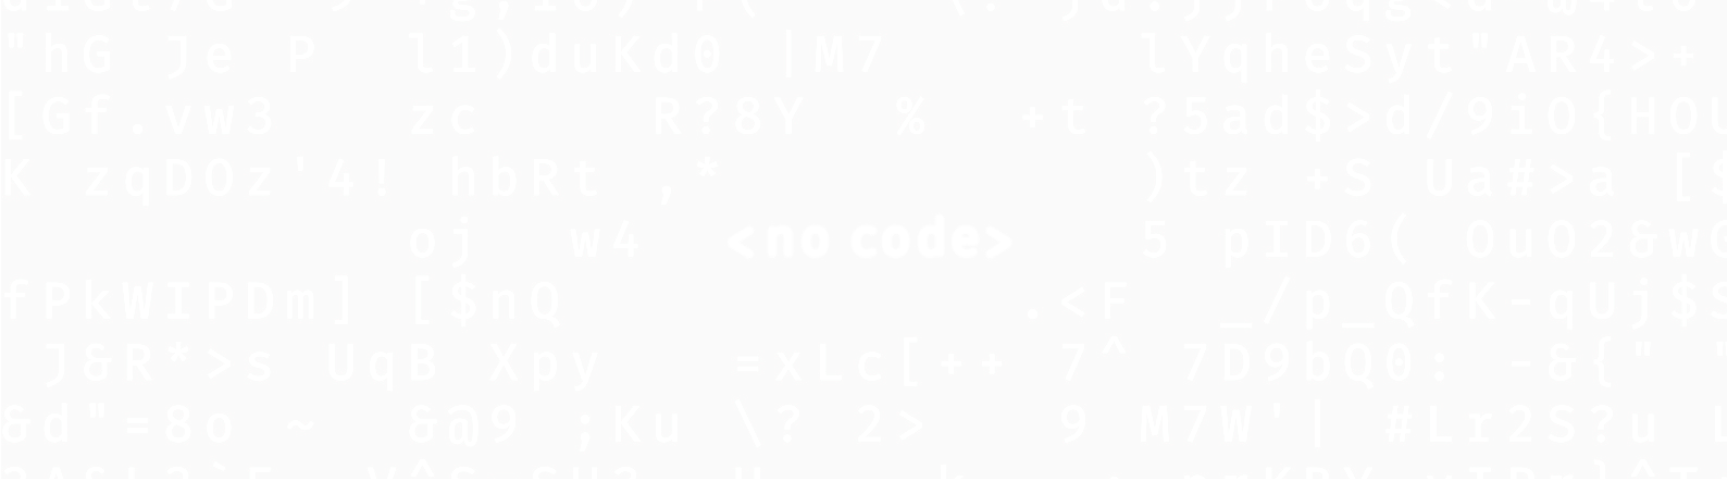 "hG Je P l1)duKd0 |M7 lYqheSyt"AR4>+
[Gf.vw3 zc R?8Y % +t ?5ad$>d/9iO{HOU
K zqDOz'4! hbRt ,* )tz +S Ua#>a [$
oj w4 <no code> 5 pID6( OuO2&wC
fPkWIPDm] [$nQ .<F _/p_QfK-qUj$S
J&R*>s UqB Xpy =xLc[++ 7^ 7D9bQ0: -&{" "
&d"=8o ~ &@9 ;Ku \? 2> 9 M7W'| #Lr2S?u L